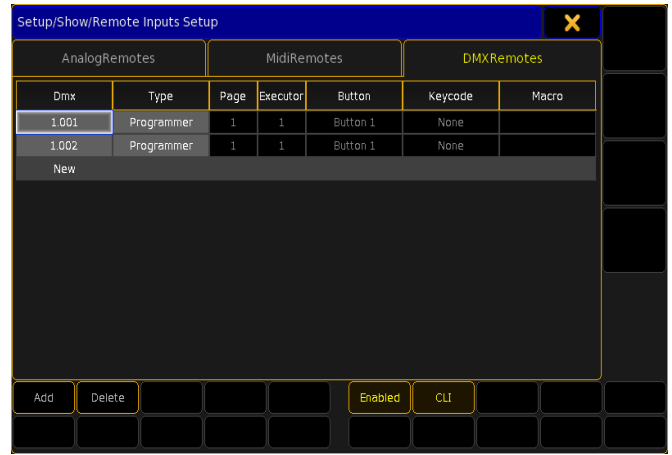 Setup/Show/Remote Inputs Setup
AnalogRemotes MidiRemotes DMXRemotes
Dmx Type Page Executor Button Keycode Macro
1.001 Programmer 1 1 Button 1 None
1.002 Programmer 1 1 Button 1 None
New
Add Delete Enabled CLI